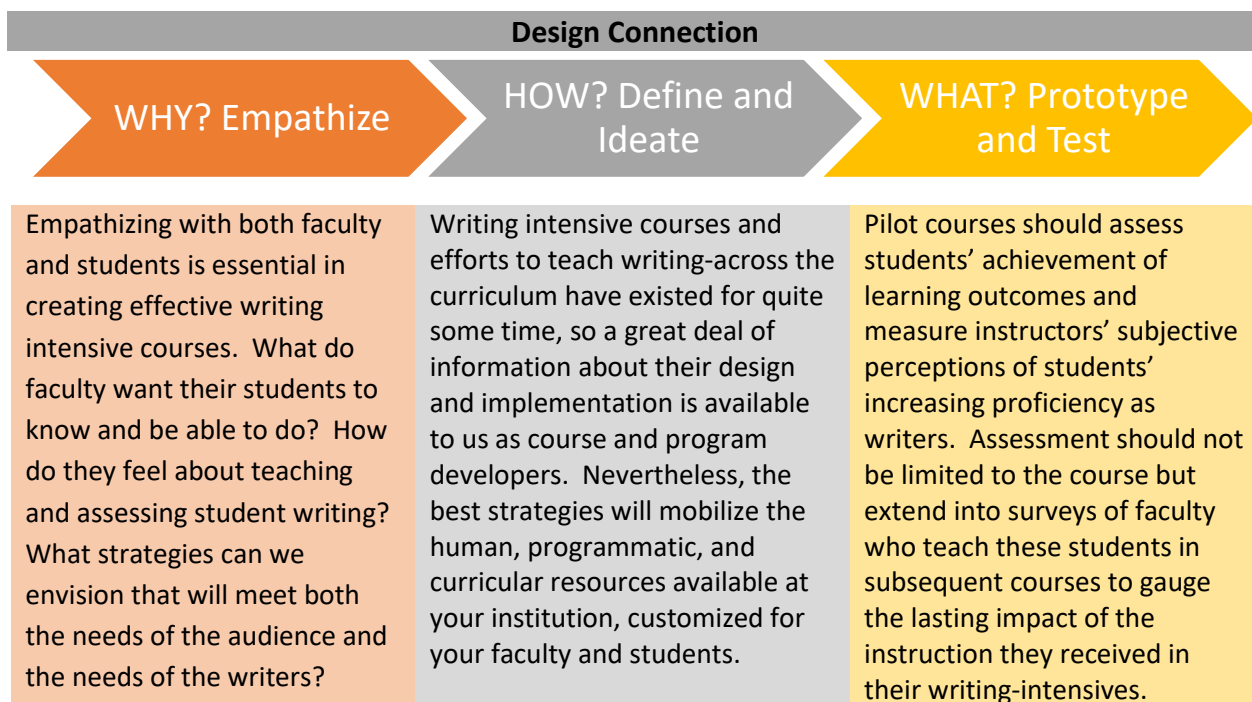 Design Connection
WHY? Empathize
HOW? Define and
Ideate
WHAT? Prototype
and Test
Empathizing with both faculty
and students is essential in
creating effective writing
intensive courses.  What do
faculty want their students to
know and be able to do?  How
do they feel about teaching
and assessing student writing?
What strategies can we
envision that will meet both
the needs of the audience and
the needs of the writers?
Writing intensive courses and
efforts to teach writing-across the
curriculum have existed for quite
some time, so a great deal of
information about their design
and implementation is available
to us as course and program
developers.  Nevertheless, the
best strategies will mobilize the
human, programmatic, and
curricular resources available at
your institution, customized for
your faculty and students.
Pilot courses should assess
students’ achievement of
learning outcomes and
measure instructors’ subjective
perceptions of students’
increasing proficiency as
writers.  Assessment should not
be limited to the course but
extend into surveys of faculty
who teach these students in
subsequent courses to gauge
the lasting impact of the
instruction they received in
their writing-intensives.